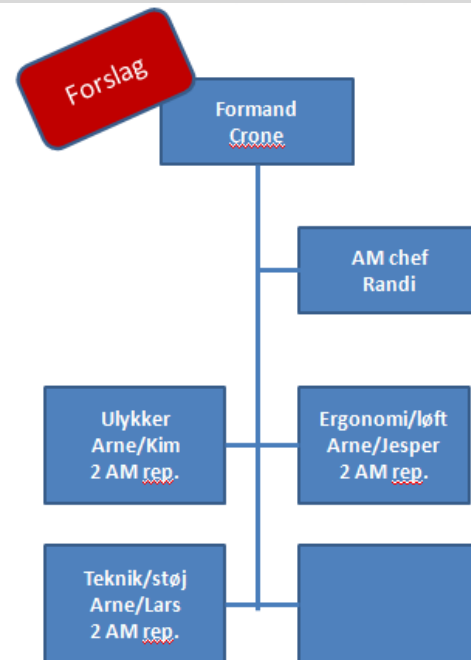 Forslag
Formand
Crone
AM chef
Randi
Ulykker
Arne/Kim
2 AM rep.
Ergonomi/løft
Arne/Jesper
2 AM rep.
Teknik/støj
Arne/Lars
2 AM rep.